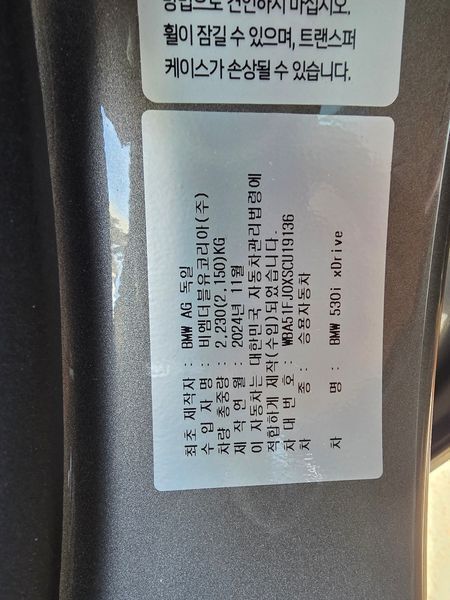 방법으로 견인하지 마십시오.
휠이 잠길 수 있으며, 트랜스퍼
케이스가 손상될 수 있습니다.
최초 제작자 : BMW AG 독일
수 입 자 명 : 비엠더블유코리아(주)
차량 총중량 : 2,230(2,150)KG
제 작 연 월 : 2024년 11월
이 자동차는 대한민국 자동차관리법령에
적합하게 제작(수입)되었습니다.
차 대 번 호 : WBA51FJ0XSCU19136
차 종 : 승용자동차
차 명 : BMW 530i xDrive